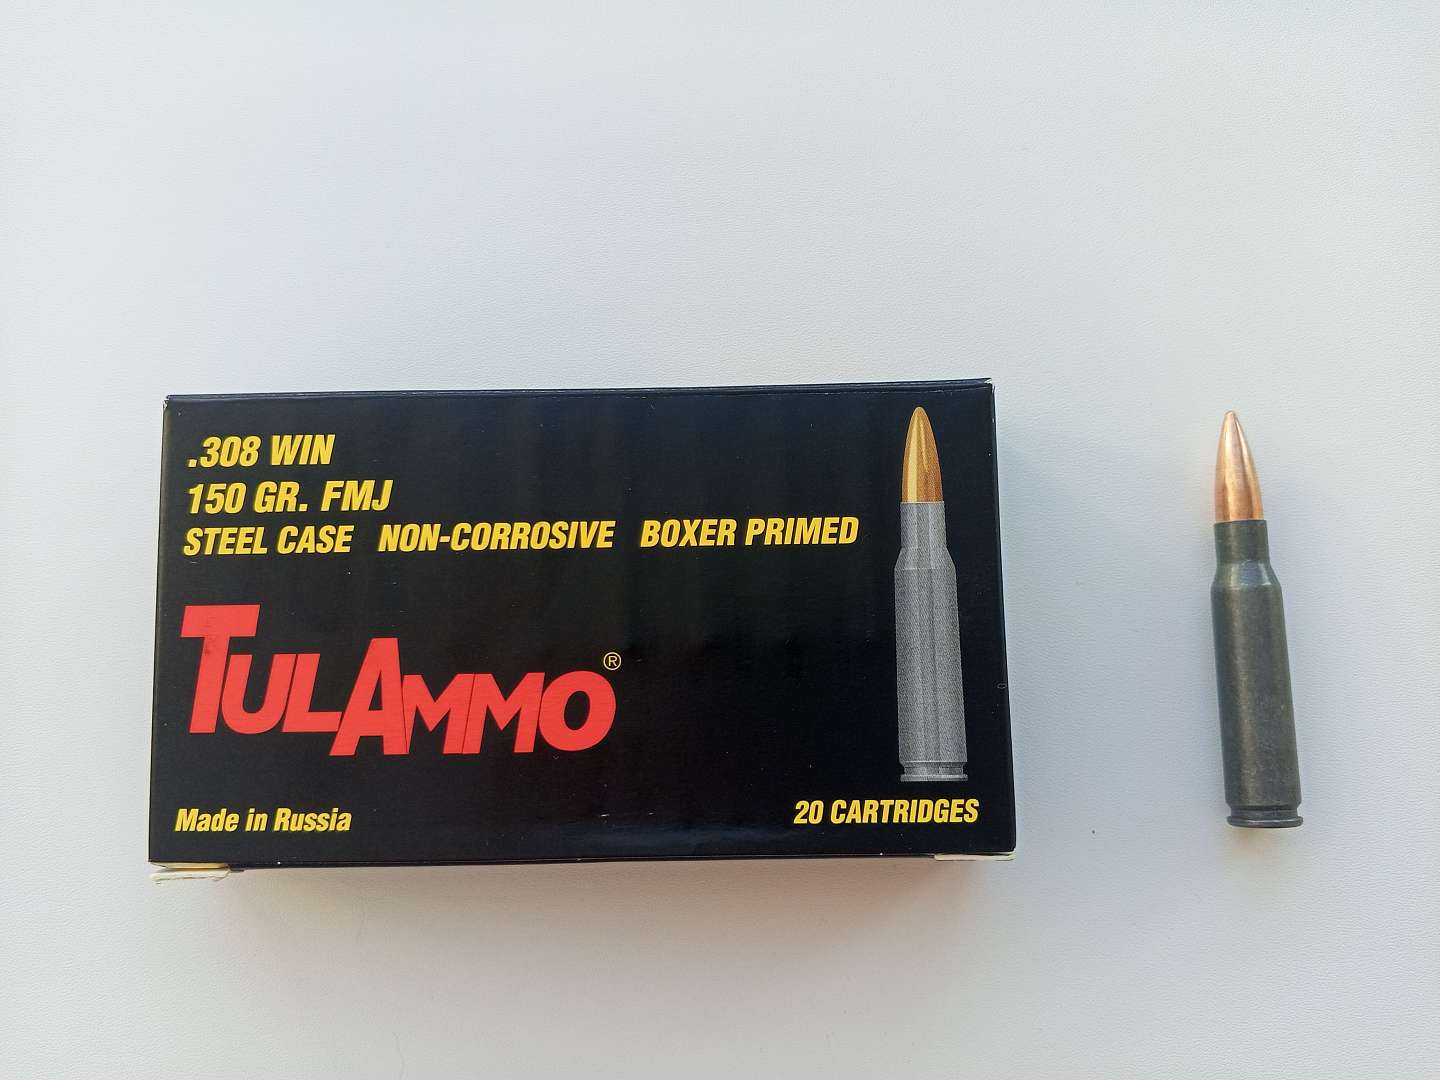 .308 WIN
150 GR. FMJ
STEEL CASE NON-CORROSIVE BOXER PRIMED
TULAMMO®
Made in Russia
20 CARTRIDGES